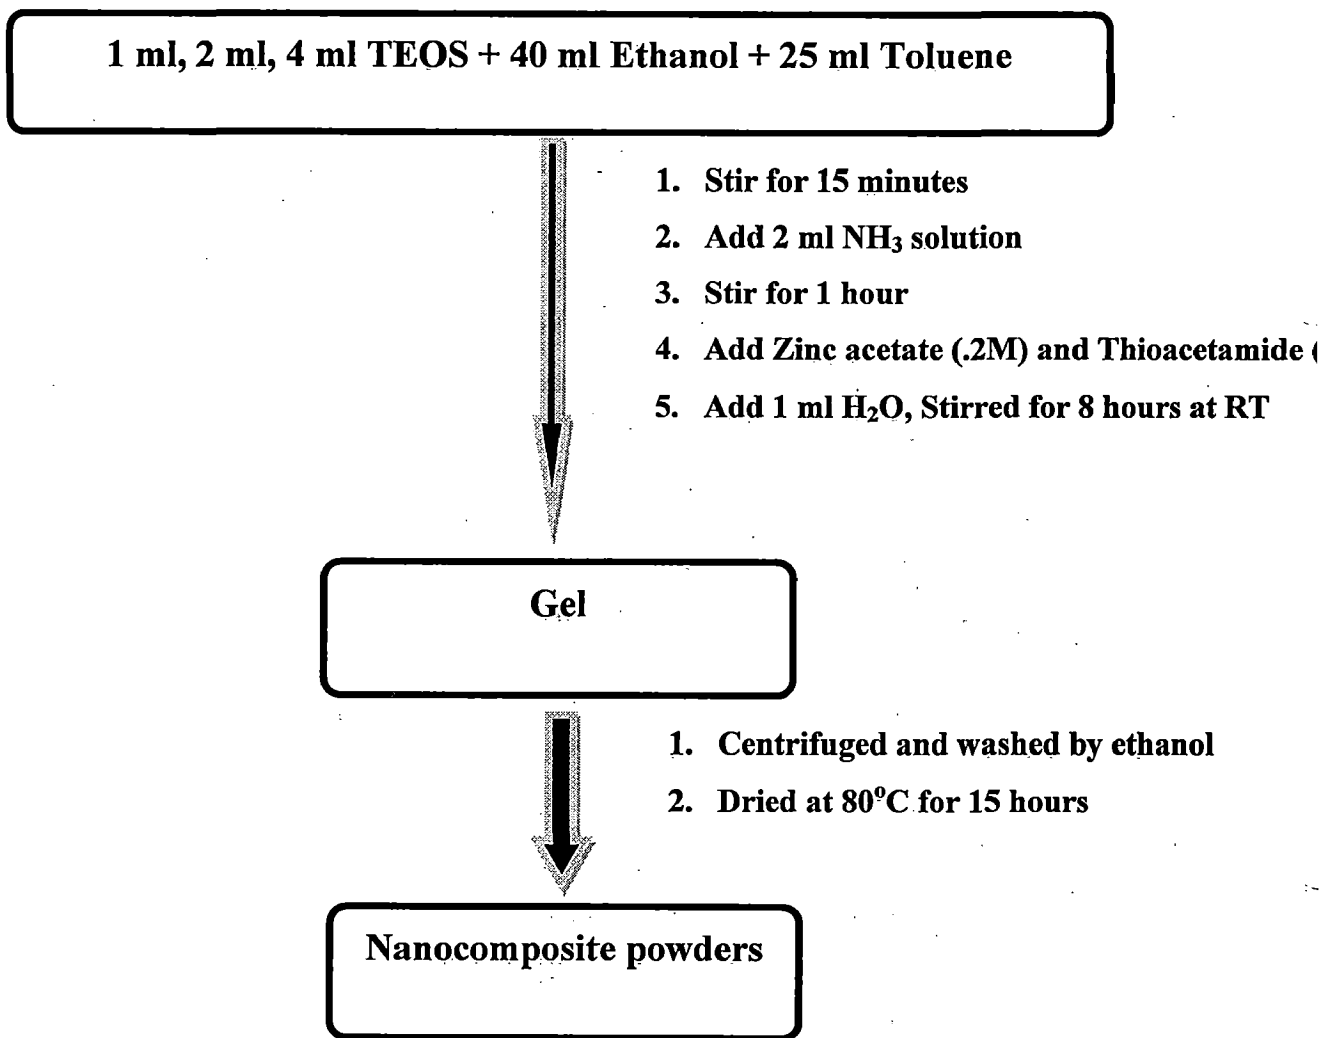 1 ml, 2 ml, 4 ml TEOS + 40 ml Ethanol + 25 ml Toluene
1. Stir for 15 minutes
2. Add 2 ml NH₃ solution
3. Stir for 1 hour
4. Add Zinc acetate (.2M) and Thioacetamide (
5. Add 1 ml H₂O, Stirred for 8 hours at RT
Gel
1. Centrifuged and washed by ethanol
2. Dried at 80°C for 15 hours
Nanocomposite powders